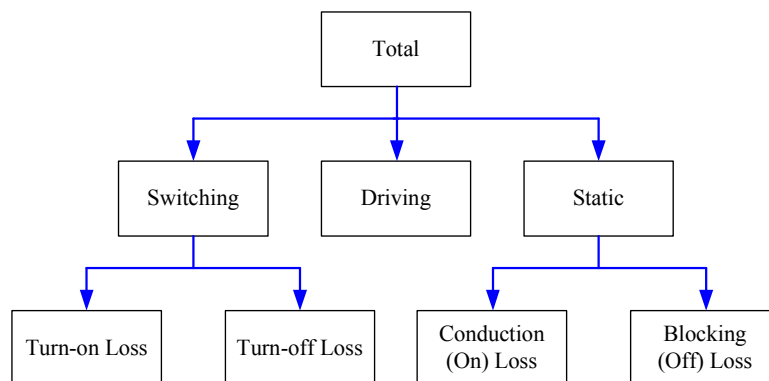 Total
Switching
Driving
Static
Turn-on Loss
Turn-off Loss
Conduction
(On) Loss
Blocking
(Off) Loss